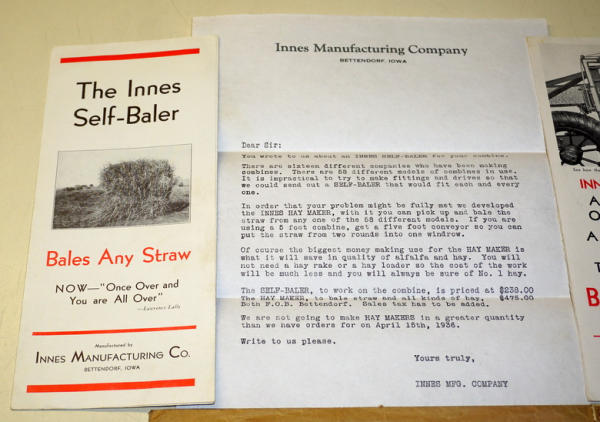 The Innes
Self-Baler
Bales Any Straw
NOW—"Once Over and
You are All Over"
—Laurence Lally
Manufactured by
INNES MANUFACTURING CO.
BETTENDORF, IOWA
Innes Manufacturing Company
BETTENDORF, IOWA
Dear Sir:
You wrote to us about an INNES SELF-BALER for your combine.
There are sixteen different companies who have been making
combines. There are 58 different models of combines in use.
It is impractical to try to make fittings and drives so that
we could send out a SELF-BALER that would fit each and every
one.
In order that your problem might be fully met we developed
the INNES HAY MAKER, with it you can pick up and bale the
straw from any one of the 58 different models. If you are
using a 5 foot combine, get a five foot conveyor so you can
put the straw from two rounds into one windrow.
Of course the biggest money making use for the HAY MAKER is
what it will save in quality of alfalfa and hay. You will
not need a hay rake or a hay loader so the cost of the work
will be much less and you will always be sure of No. 1 hay.
The SELF-BALER, to work on the combine, is priced at $238.00
The HAY MAKER, to bale straw and all kinds of hay, $475.00
Both F.O.B. Bettendorf. Sales tax has to be added.
We are not going to make HAY MAKERS in a greater quantity
than we have orders for on April 15th, 1936.
Write to us please.
Yours truly,
INNES MFG. COMPANY
See how the
INN
A
O
A
T
B